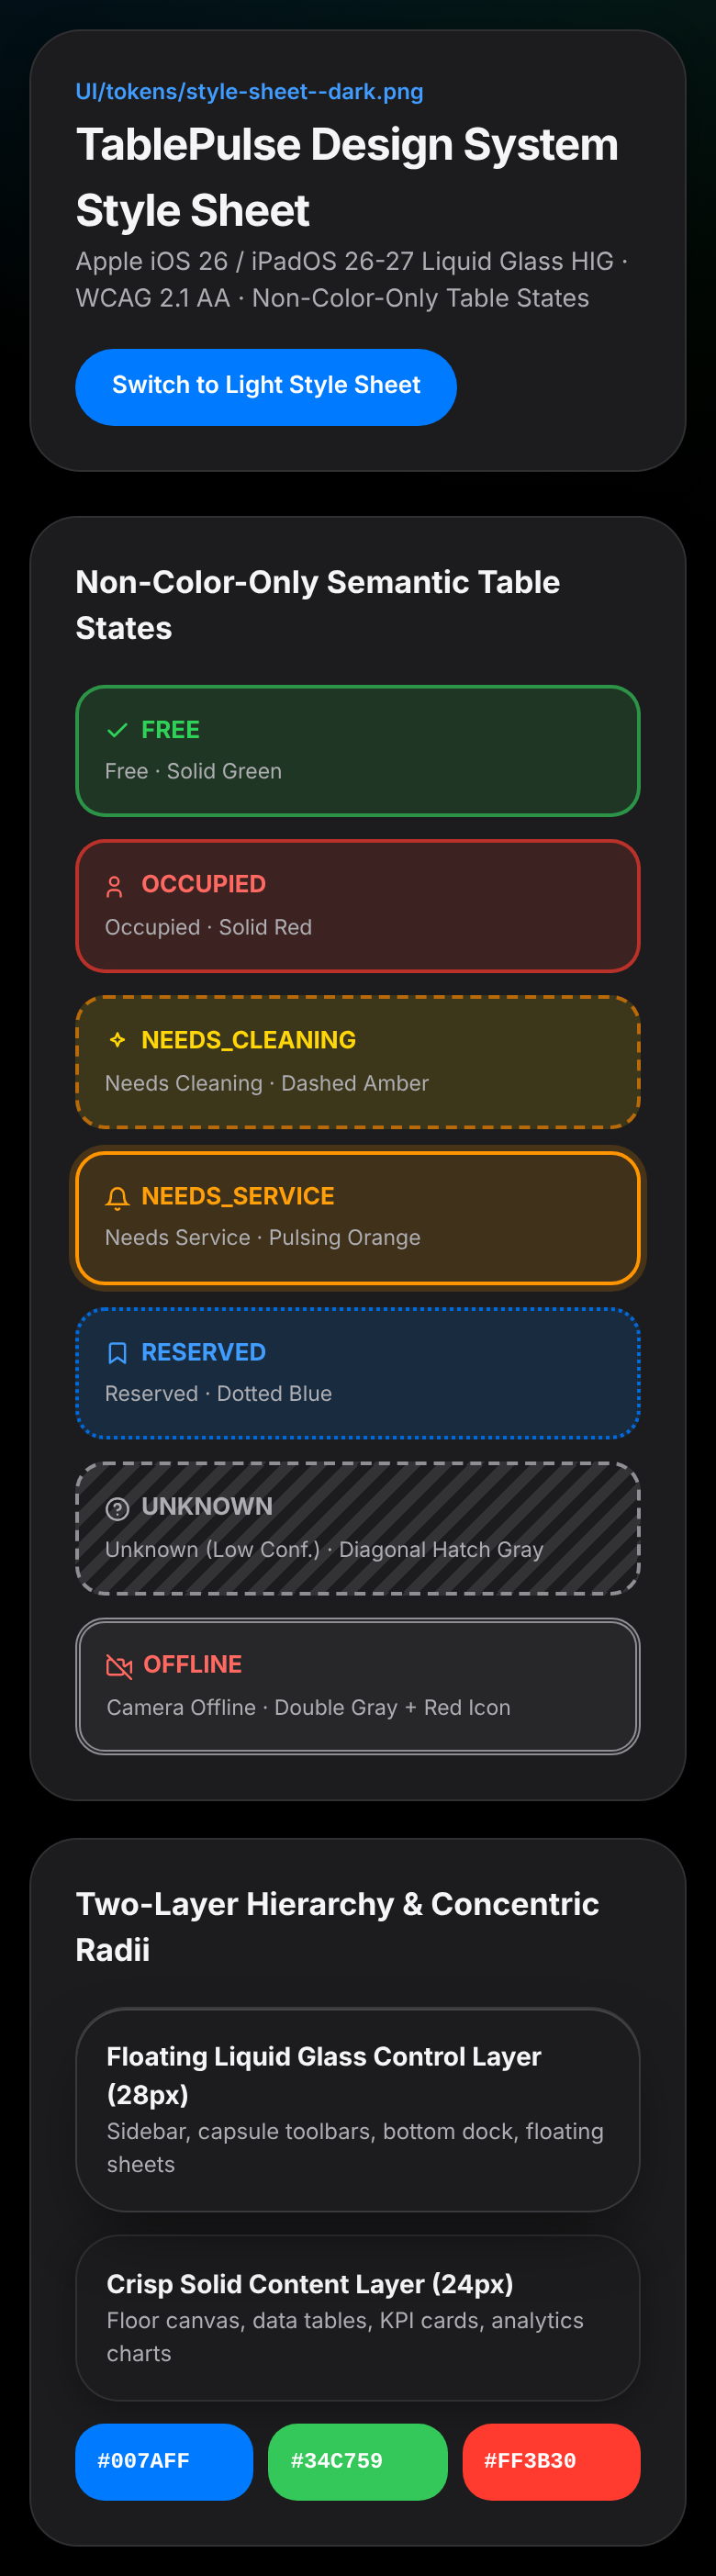 UI/tokens/style-sheet--dark.png
TablePulse Design System
Style Sheet
Apple iOS 26 / iPadOS 26-27 Liquid Glass HIG ·
WCAG 2.1 AA · Non-Color-Only Table States
Switch to Light Style Sheet
Non-Color-Only Semantic Table
States
FREE
Free · Solid Green
OCCUPIED
Occupied · Solid Red
NEEDS_CLEANING
Needs Cleaning · Dashed Amber
NEEDS_SERVICE
Needs Service · Pulsing Orange
RESERVED
Reserved · Dotted Blue
UNKNOWN
Unknown (Low Conf.) · Diagonal Hatch Gray
OFFLINE
Camera Offline · Double Gray + Red Icon
Two-Layer Hierarchy & Concentric
Radii
Floating Liquid Glass Control Layer
(28px)
Sidebar, capsule toolbars, bottom dock, floating
sheets
Crisp Solid Content Layer (24px)
Floor canvas, data tables, KPI cards, analytics
charts
#007AFF #34C759 #FF3B30